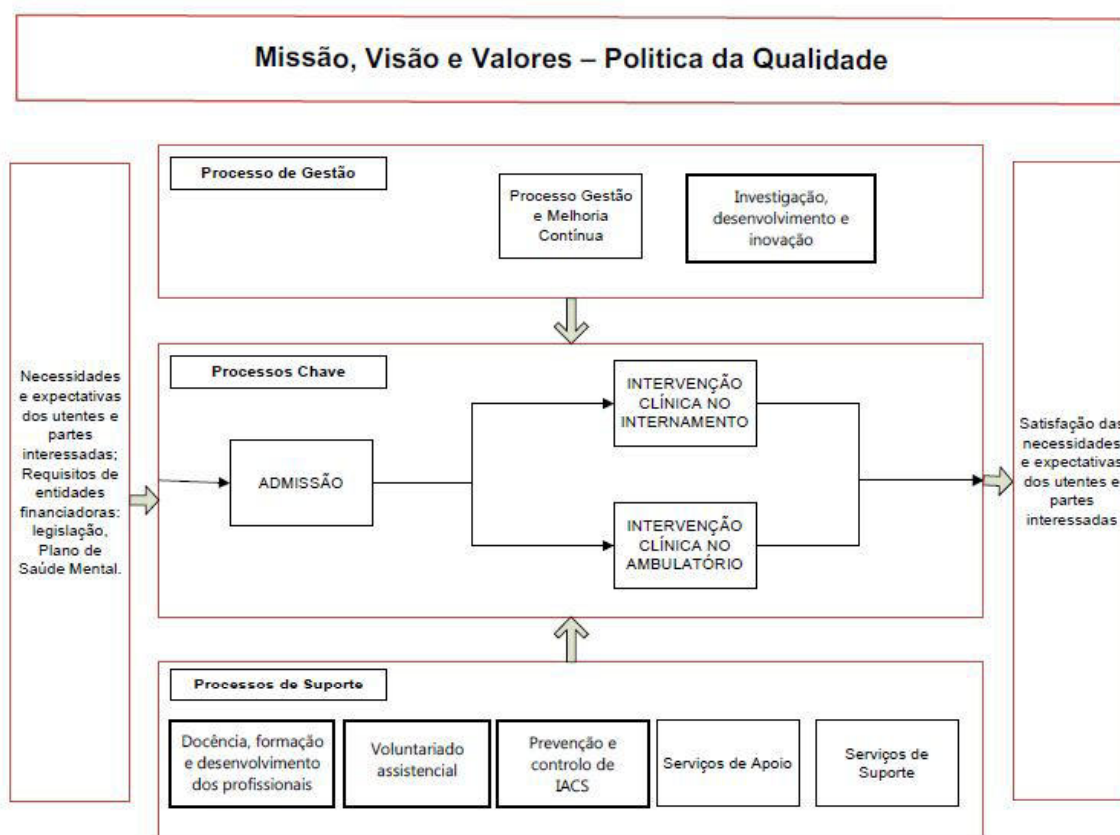 Missão, Visão e Valores – Politica da Qualidade
Processo de Gestão
Processo Gestão
e Melhoria
Contínua
Investigação,
desenvolvimento e
inovação
Necessidades
e expectativas
dos utentes e
partes
interessadas;
Requisitos de
entidades
financiadoras:
legislação,
Plano de
Saúde Mental.
Processos Chave
ADMISSÃO
INTERVENÇÃO
CLÍNICA NO
INTERNAMENTO
INTERVENÇÃO
CLÍNICA NO
AMBULATÓRIO
Satisfação das
necessidades
e expectativas
dos utentes e
partes
interessadas
Processos de Suporte
Docência, formação
e desenvolvimento
dos profissionais
Voluntariado
assistencial
Prevenção e
controlo de
IACS
Serviços de Apoio
Serviços de
Suporte